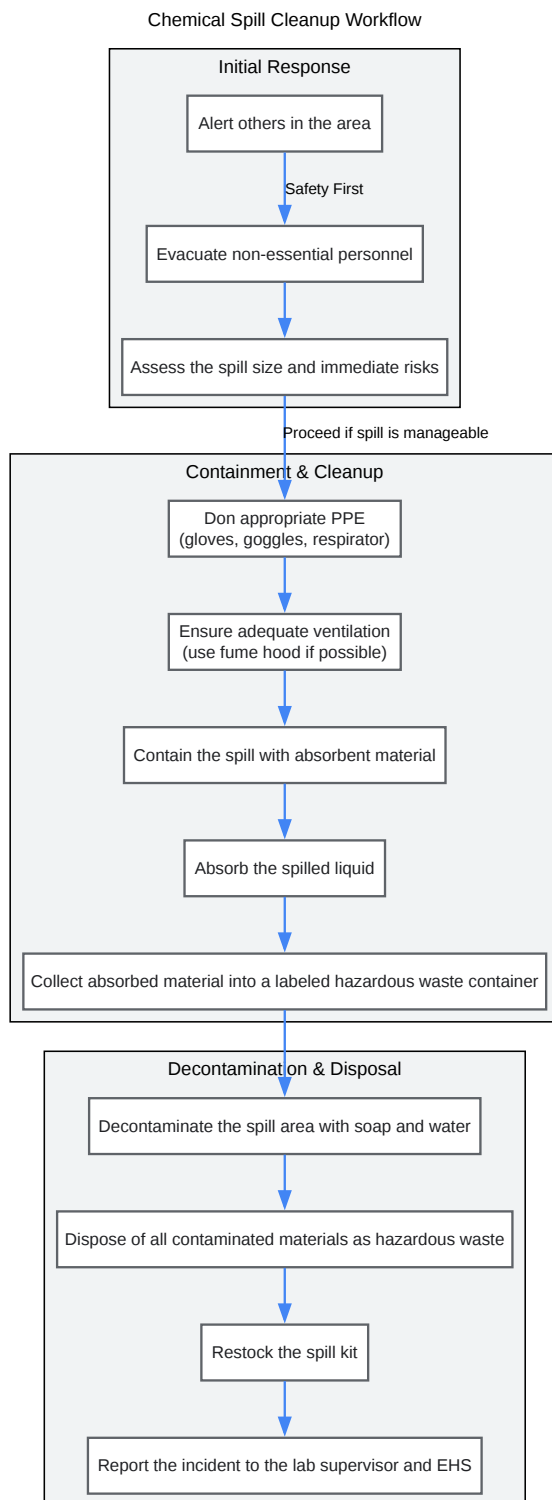 Chemical Spill Cleanup Workflow
Initial Response
Alert others in the area
Safety First
Evacuate non-essential personnel
Assess the spill size and immediate risks
Proceed if spill is manageable
Containment & Cleanup
Don appropriate PPE
(gloves, goggles, respirator)
Ensure adequate ventilation
(use fume hood if possible)
Contain the spill with absorbent material
Absorb the spilled liquid
Collect absorbed material into a labeled hazardous waste container
Decontamination & Disposal
Decontaminate the spill area with soap and water
Dispose of all contaminated materials as hazardous waste
Restock the spill kit
Report the incident to the lab supervisor and EHS